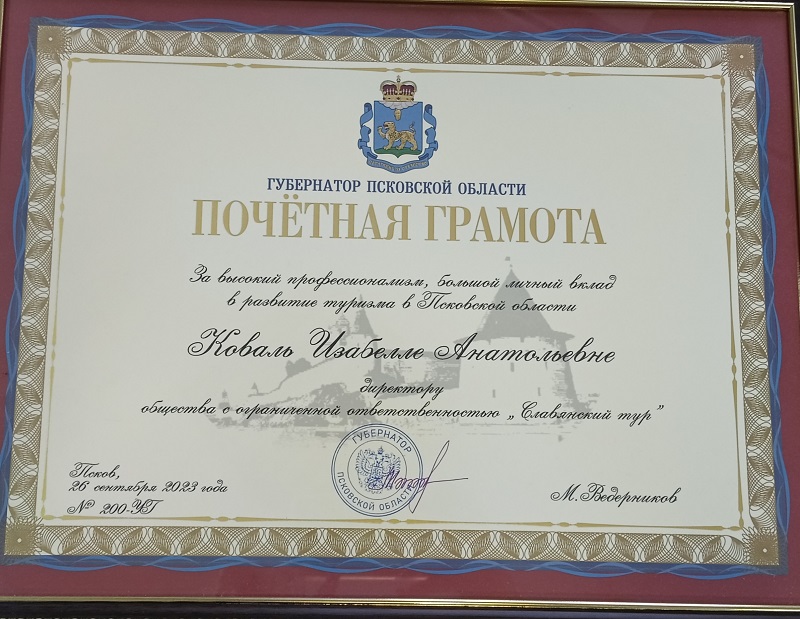 ГУБЕРНАТОР ПСКОВСКОЙ ОБЛАСТИ
ПОЧЁТНАЯ ГРАМОТА
За высокий профессионализм, большой личный вклад
в развитие туризма в Псковской области
Коваль Изабелле Анатольевне
директору
общества с ограниченной ответственностью „Славянский тур”
ГУБЕРНАТОР
ПСКОВСКОЙ ОБЛАСТИ
Псков,
26 сентября 2023 года
№ 200-УГ
М. Ведерников